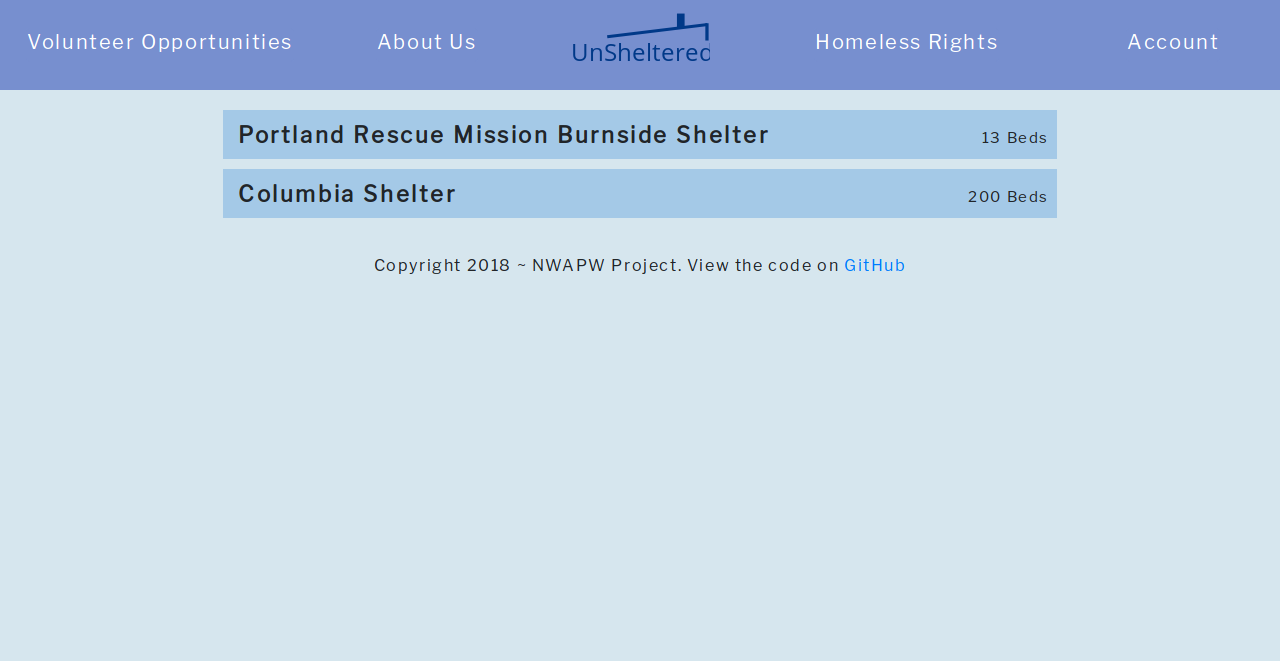 Volunteer Opportunities
About Us
UnSheltered
Homeless Rights
Account
Portland Rescue Mission Burnside Shelter
13 Beds
Columbia Shelter
200 Beds
Copyright 2018 ~ NWAPW Project. View the code on GitHub